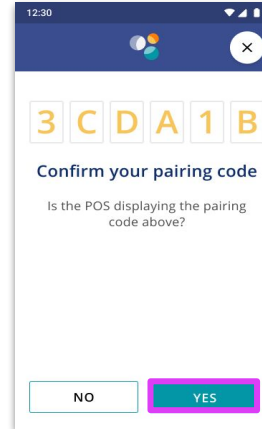 12:30
3 C D A 1 B
Confirm your pairing code
Is the POS displaying the pairing
code above?
NO YES